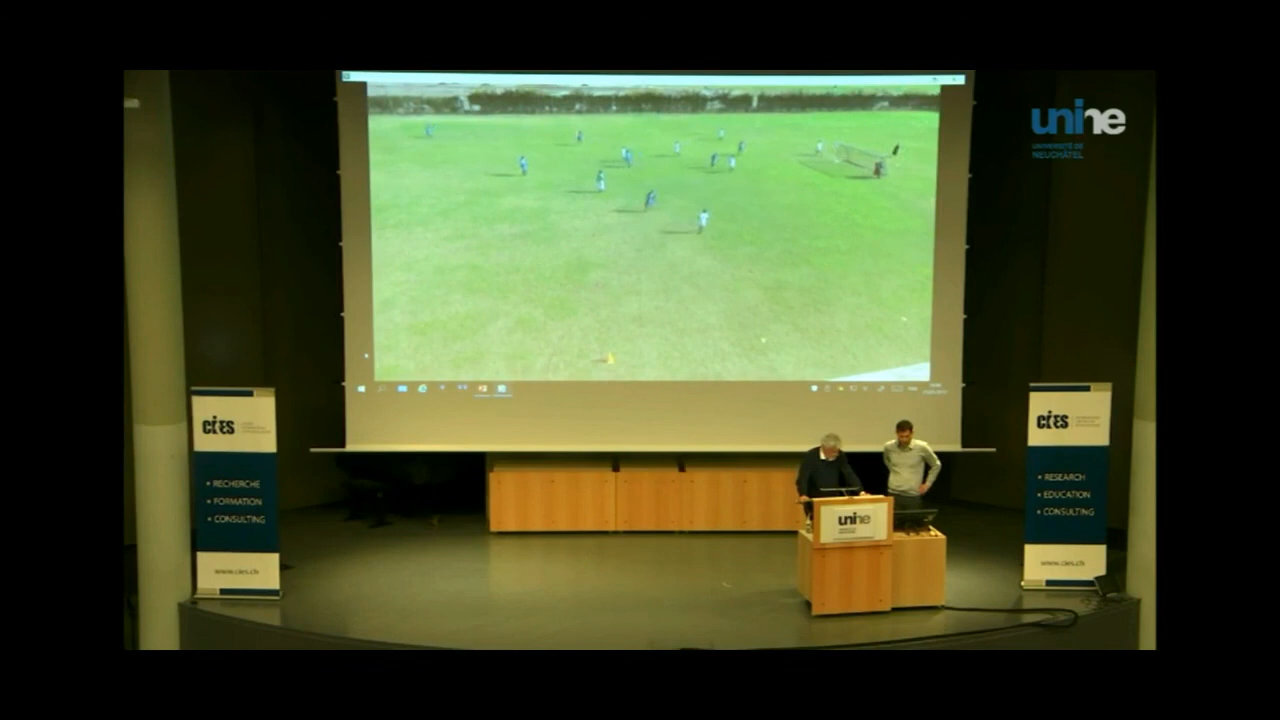 unine
UNIVERSITÉ DE
NEUCHÂTEL
CIES
• RECHERCHE
• FORMATION
• CONSULTING
www.cies.ch
unine
CIES
• RESEARCH
• EDUCATION
• CONSULTING
www.cies.ch